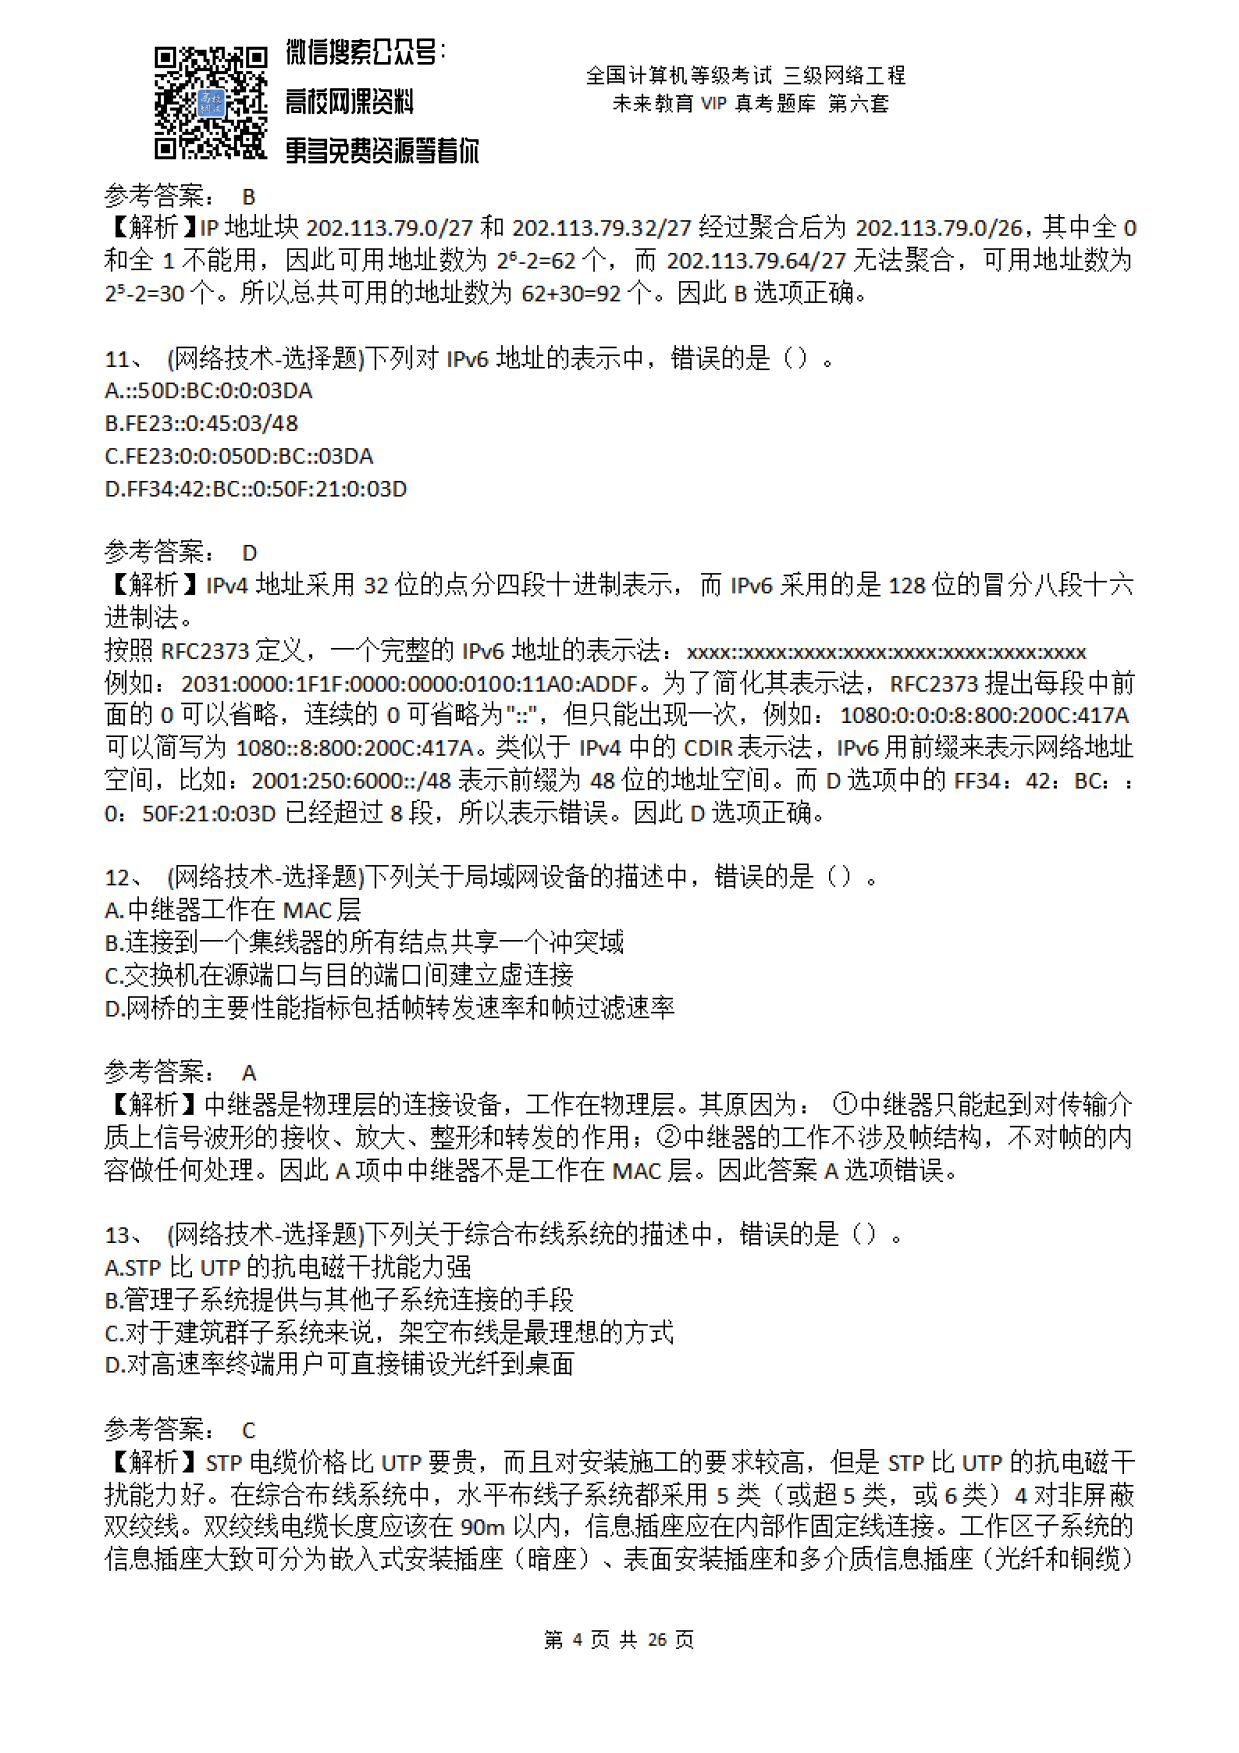 微信搜索公众号：
高校网课资料
更多免费资源等着你
全国计算机等级考试 三级网络工程
未来教育 VIP 真考题库 第六套
参考答案： B
【解析】IP 地址块 202.113.79.0/27 和 202.113.79.32/27 经过聚合后为 202.113.79.0/26，其中全 0
和全 1 不能用，因此可用地址数为 2⁶-2=62 个，而 202.113.79.64/27 无法聚合，可用地址数为
2⁵-2=30 个。所以总共可用的地址数为 62+30=92 个。因此 B 选项正确。
11、 (网络技术-选择题)下列对 IPv6 地址的表示中，错误的是（）。
A.::50D:BC:0:0:03DA
B.FE23::0:45:03/48
C.FE23:0:0:050D:BC::03DA
D.FF34:42:BC::0:50F:21:0:03D
参考答案： D
【解析】IPv4 地址采用 32 位的点分四段十进制表示，而 IPv6 采用的是 128 位的冒分八段十六
进制法。
按照 RFC2373 定义，一个完整的 IPv6 地址的表示法：xxxx::xxxx:xxxx:xxxx:xxxx:xxxx:xxxx:xxxx
例如：2031:0000:1F1F:0000:0000:0100:11A0:ADDF。为了简化其表示法，RFC2373 提出每段中前
面的 0 可以省略，连续的 0 可省略为"::"，但只能出现一次，例如：1080:0:0:0:8:800:200C:417A
可以简写为 1080::8:800:200C:417A。类似于 IPv4 中的 CDIR 表示法，IPv6 用前缀来表示网络地址
空间，比如：2001:250:6000::/48 表示前缀为 48 位的地址空间。而 D 选项中的 FF34：42：BC：：
0：50F:21:0:03D 已经超过 8 段，所以表示错误。因此 D 选项正确。
12、 (网络技术-选择题)下列关于局域网设备的描述中，错误的是（）。
A.中继器工作在 MAC 层
B.连接到一个集线器的所有结点共享一个冲突域
C.交换机在源端口与目的端口间建立虚连接
D.网桥的主要性能指标包括帧转发速率和帧过滤速率
参考答案： A
【解析】中继器是物理层的连接设备，工作在物理层。其原因为： ①中继器只能起到对传输介
质上信号波形的接收、放大、整形和转发的作用；②中继器的工作不涉及帧结构，不对帧的内
容做任何处理。因此 A 项中中继器不是工作在 MAC 层。因此答案 A 选项错误。
13、 (网络技术-选择题)下列关于综合布线系统的描述中，错误的是（）。
A.STP 比 UTP 的抗电磁干扰能力强
B.管理子系统提供与其他子系统连接的手段
C.对于建筑群子系统来说，架空布线是最理想的方式
D.对高速率终端用户可直接铺设光纤到桌面
参考答案： C
【解析】STP 电缆价格比 UTP 要贵，而且对安装施工的要求较高，但是 STP 比 UTP 的抗电磁干
扰能力好。在综合布线系统中，水平布线子系统都采用 5 类（或超 5 类，或 6 类）4 对非屏蔽
双绞线。双绞线电缆长度应该在 90m 以内，信息插座应在内部作固定线连接。工作区子系统的
信息插座大致可分为嵌入式安装插座（暗座）、表面安装插座和多介质信息插座（光纤和铜缆）
第 4 页 共 26 页